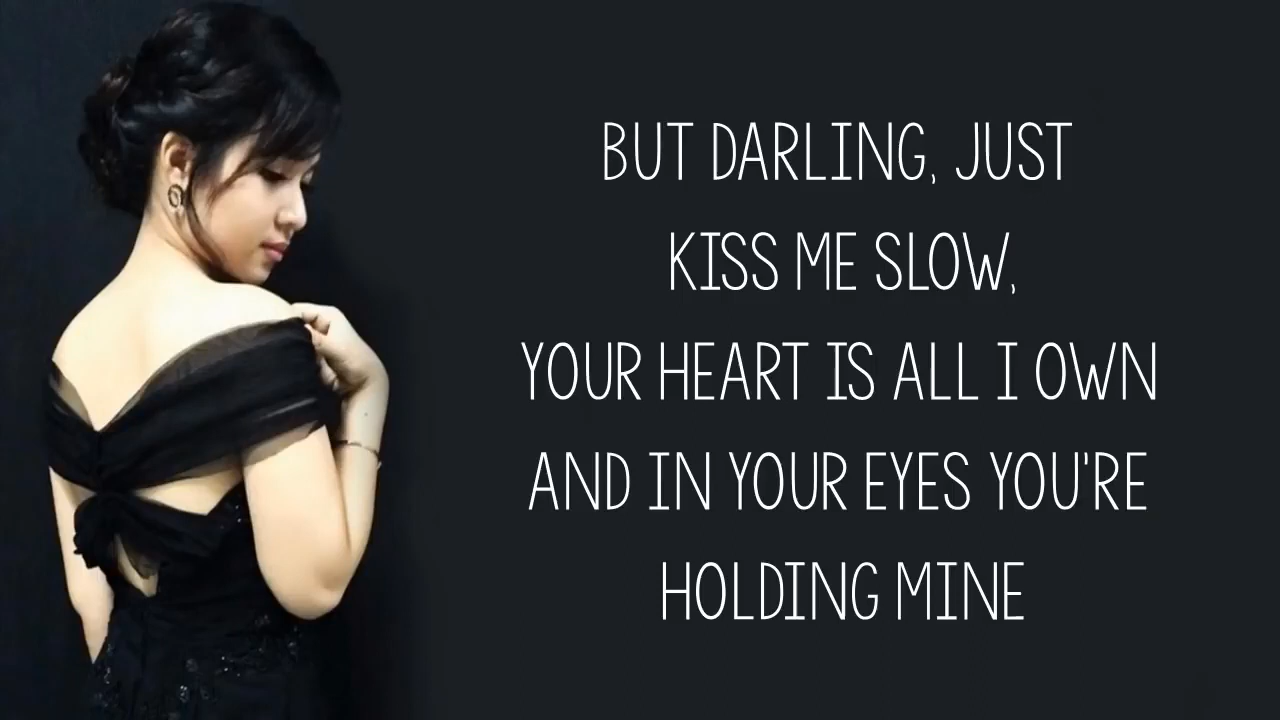 BUT DARLING, JUST
KISS ME SLOW,
YOUR HEART IS ALL I OWN
AND IN YOUR EYES YOU'RE
HOLDING MINE